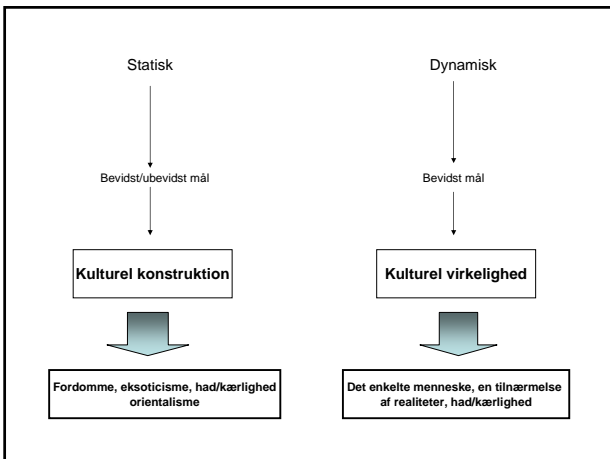 Statisk
Bevidst/ubevidst mål
Kulturel konstruktion
Fordomme, eksoticisme, had/kærlighed
orientalisme
Dynamisk
Bevidst mål
Kulturel virkelighed
Det enkelte menneske, en tilnærmelse
af realiteter, had/kærlighed